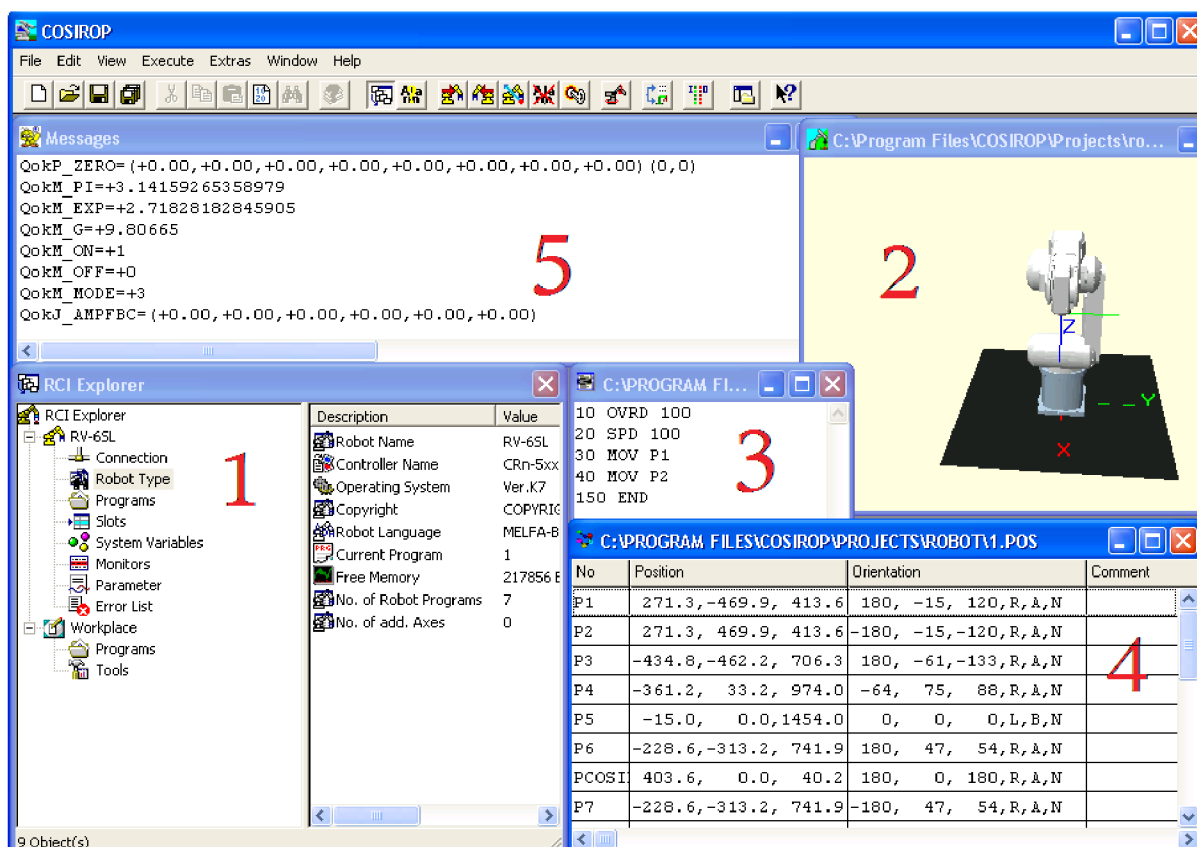 COSIROP
File Edit View Execute Extras Window Help
Messages
QokP_ZERO=(+0.00,+0.00,+0.00,+0.00,+0.00,+0.00,+0.00,+0.00)(0,0)
QokM_PI=+3.14159265358979
QokM_EXP=+2.71828182845905
QokM_G=+9.80665
QokM_ON=+1
QokM_OFF=+0
QokM_MODE=+3
QokJ_AMPFBC=(+0.00,+0.00,+0.00,+0.00,+0.00,+0.00)
5
C:\Program Files\COSIROP\Projects\ro...
2
Z
Y
X
RCI Explorer
RCI Explorer
RV-6SL
Connection
Robot Type
Programs
Slots
System Variables
Monitors
Parameter
Error List
Workplace
Programs
Tools
1
Description Value
Robot Name RV-6SL
Controller Name CRn-5xx
Operating System Ver.K7
Copyright COPYRIG
Robot Language MELFA-B
Current Program 1
Free Memory 217856 B
No. of Robot Programs 7
No. of add. Axes 0
9 Object(s)
C:\PROGRAM FI...
10 OVRD 100
20 SPD 100
30 MOV P1
40 MOV P2
150 END
3
C:\PROGRAM FILES\COSIROP\PROJECTS\ROBOT\1.POS
No Position Orientation Comment
P1 271.3,-469.9, 413.6 180, -15, 120,R,A,N
P2 271.3, 469.9, 413.6 -180, -15,-120,R,A,N
P3 -434.8,-462.2, 706.3 180, -61,-133,R,A,N
P4 -361.2, 33.2, 974.0 -64, 75, 88,R,A,N
P5 -15.0, 0.0,1454.0 0, 0, 0,L,B,N
P6 -228.6,-313.2, 741.9 180, 47, 54,R,A,N
PCOSI 403.6, 0.0, 40.2 180, 0, 180,R,A,N
P7 -228.6,-313.2, 741.9 -180, 47, 54,R,A,N
4